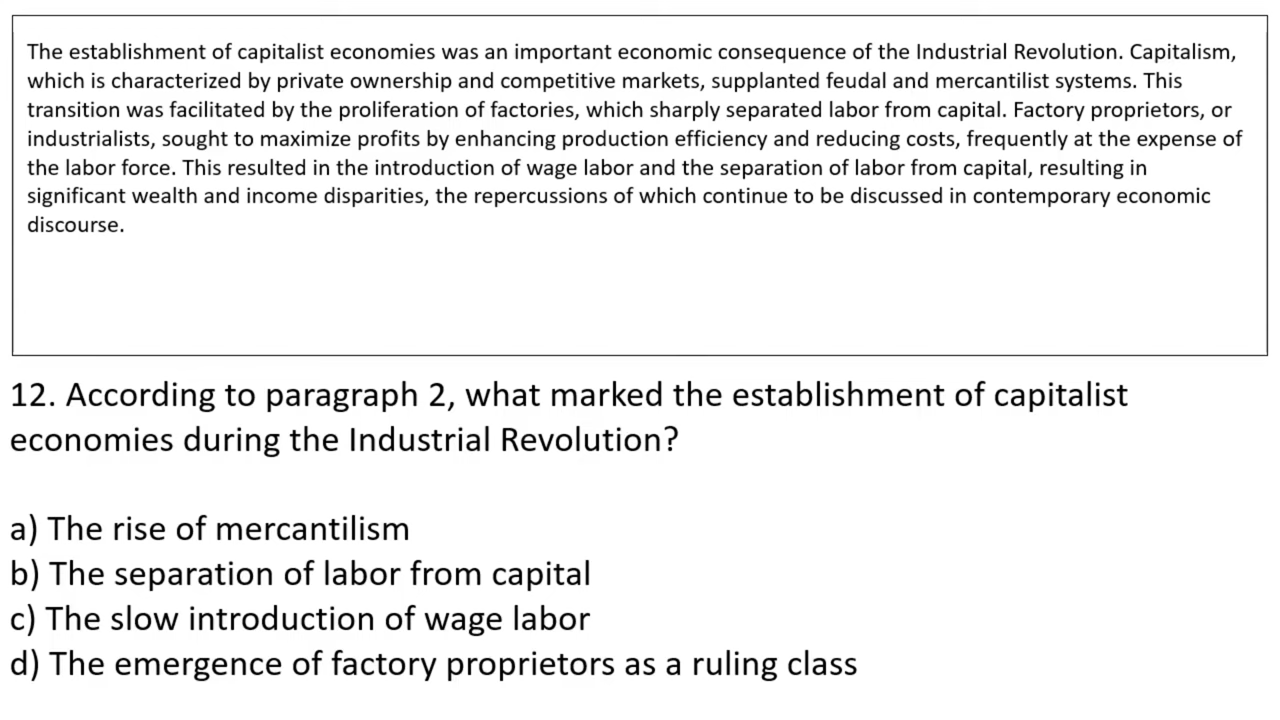 The establishment of capitalist economies was an important economic consequence of the Industrial Revolution. Capitalism,
which is characterized by private ownership and competitive markets, supplanted feudal and mercantilist systems. This
transition was facilitated by the proliferation of factories, which sharply separated labor from capital. Factory proprietors, or
industrialists, sought to maximize profits by enhancing production efficiency and reducing costs, frequently at the expense of
the labor force. This resulted in the introduction of wage labor and the separation of labor from capital, resulting in
significant wealth and income disparities, the repercussions of which continue to be discussed in contemporary economic
discourse.
12. According to paragraph 2, what marked the establishment of capitalist
economies during the Industrial Revolution?
a) The rise of mercantilism
b) The separation of labor from capital
c) The slow introduction of wage labor
d) The emergence of factory proprietors as a ruling class